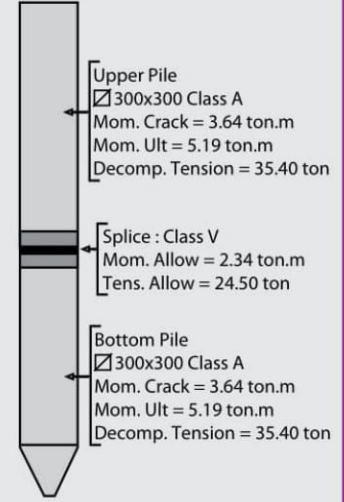 Upper Pile
⍁ 300x300 Class A
Mom. Crack = 3.64 ton.m
Mom. Ult = 5.19 ton.m
Decomp. Tension = 35.40 ton
Splice : Class V
Mom. Allow = 2.34 ton.m
Tens. Allow = 24.50 ton
Bottom Pile
⍁ 300x300 Class A
Mom. Crack = 3.64 ton.m
Mom. Ult = 5.19 ton.m
Decomp. Tension = 35.40 ton